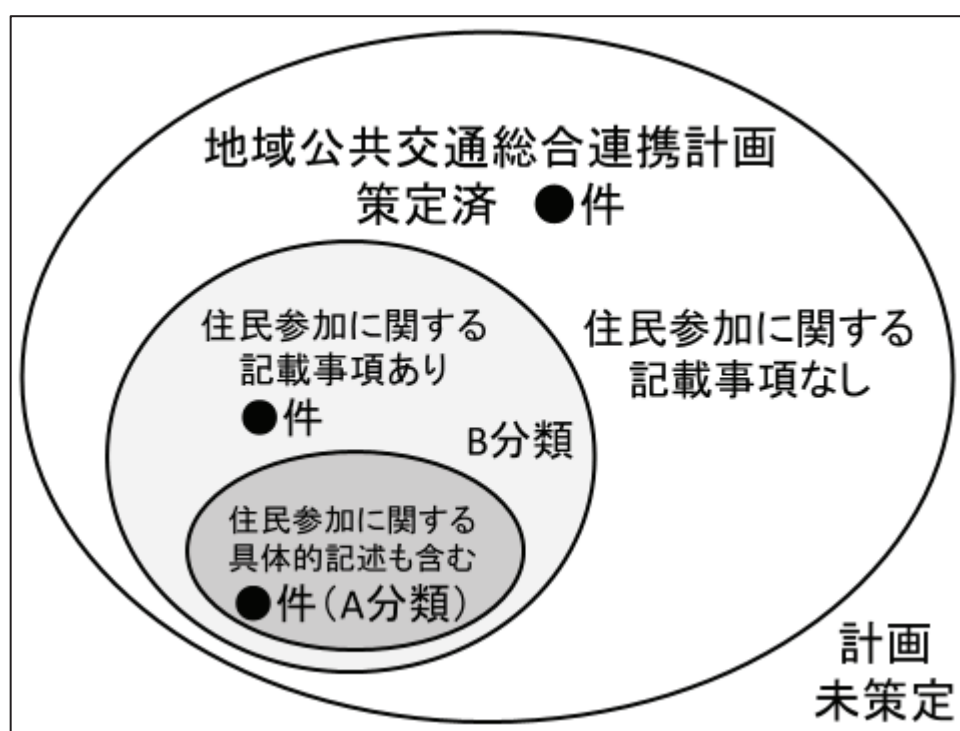 地域公共交通総合連携計画
策定済 ●件
住民参加に関する
記載事項あり
●件
B分類
住民参加に関する
記載事項なし
住民参加に関する
具体的記述も含む
●件(A分類)
計画
未策定